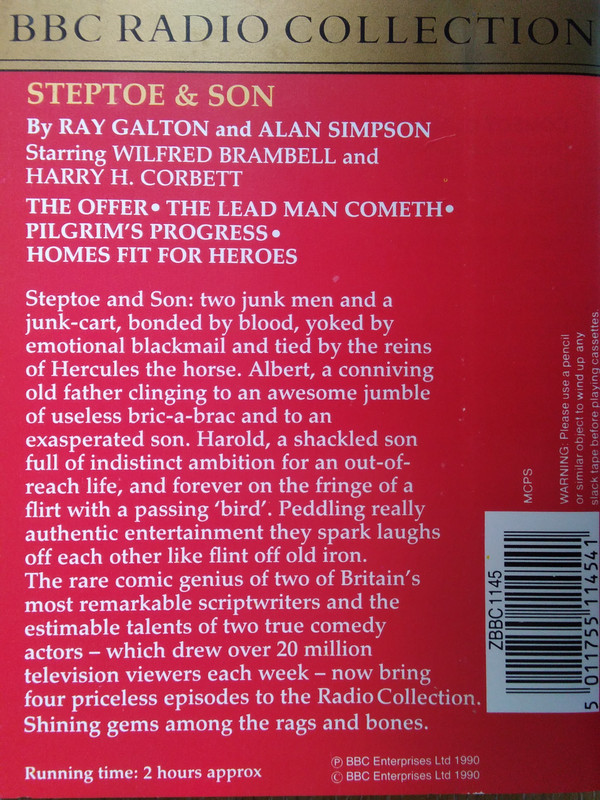 BBC RADIO COLLECTION
STEPTOE & SON
By RAY GALTON and ALAN SIMPSON
Starring WILFRED BRAMBELL and
HARRY H. CORBETT
THE OFFER • THE LEAD MAN COMETH •
PILGRIM'S PROGRESS •
HOMES FIT FOR HEROES
Steptoe and Son: two junk men and a
junk-cart, bonded by blood, yoked by
emotional blackmail and tied by the reins
of Hercules the horse. Albert, a conniving
old father clinging to an awesome jumble
of useless bric-a-brac and to an
exasperated son. Harold, a shackled son
full of indistinct ambition for an out-of-
reach life, and forever on the fringe of a
flirt with a passing 'bird'. Peddling really
authentic entertainment they spark laughs
off each other like flint off old iron.
The rare comic genius of two of Britain's
most remarkable scriptwriters and the
estimable talents of two true comedy
actors – which drew over 20 million
television viewers each week – now bring
four priceless episodes to the Radio Collection.
Shining gems among the rags and bones.
Running time: 2 hours approx
Ⓟ BBC Enterprises Ltd 1990
© BBC Enterprises Ltd 1990
MCPS
WARNING: Please use a pencil
or similar object to wind up any
slack tape before playing cassettes.
ZBBC 1145
5 011755 114541